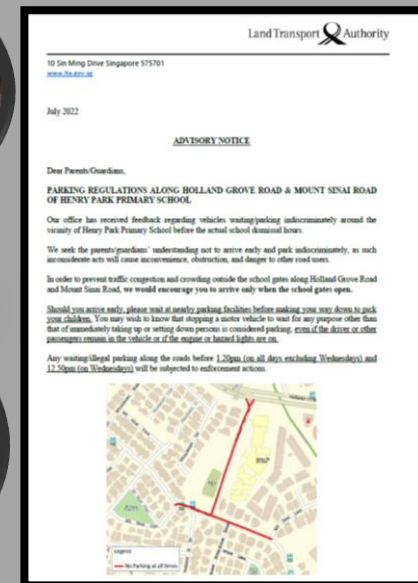 Land Transport Authority
10 Sin Ming Drive Singapore 575701
www.lta.gov.sg
July 2022
ADVISORY NOTICE
Dear Parents/Guardians,
PARKING REGULATIONS ALONG HOLLAND GROVE ROAD & MOUNT SINAI ROAD
OF HENRY PARK PRIMARY SCHOOL
Our office has received feedback regarding vehicles waiting/parking indiscriminately around the
vicinity of Henry Park Primary School before the actual school dismissal hours.
We seek the parents/guardians' understanding not to arrive early and park indiscriminately, as such
inconsiderate acts will cause inconvenience, obstruction, and danger to other road users.
In order to prevent traffic congestion and crowding outside the school gates along Holland Grove Road
and Mount Sinai Road, we would encourage you to arrive only when the school gates open.
Should you arrive early, please wait at nearby parking facilities before making your way down to pick
your children. You may wish to know that stopping a motor vehicle to wait for any purpose other than
that of immediately taking up or setting down persons is considered parking, even if the driver or other
passengers remain in the vehicle or if the engine or hazard lights are on.
Any waiting/illegal parking along the roads before 1.20pm (on all days excluding Wednesdays) and
12.50pm (on Wednesdays) will be subjected to enforcement actions.
Legend
No Parking at all times